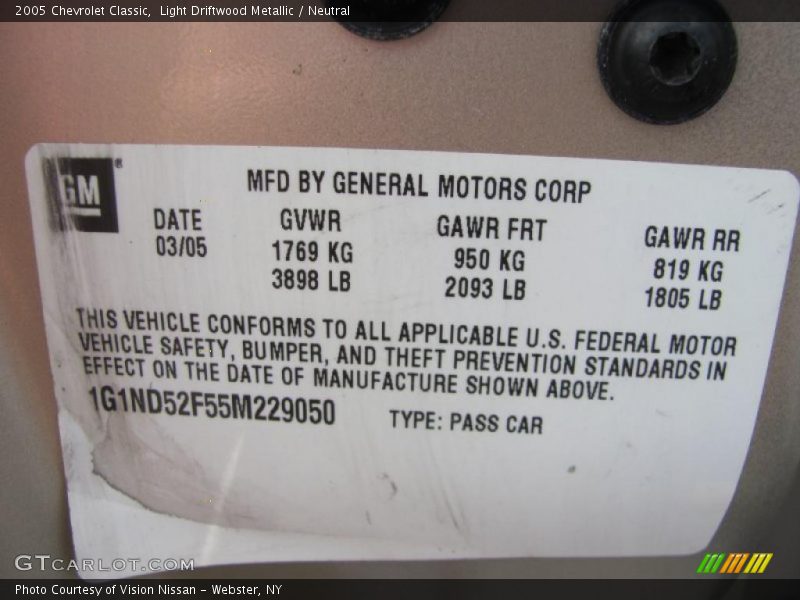 2005 Chevrolet Classic,  Light Driftwood Metallic / Neutral
GM®
MFD BY GENERAL MOTORS CORP
DATE GVWR GAWR FRT GAWR RR
03/05 1769 KG 950 KG 819 KG
3898 LB 2093 LB 1805 LB
THIS VEHICLE CONFORMS TO ALL APPLICABLE U.S. FEDERAL MOTOR
VEHICLE SAFETY, BUMPER, AND THEFT PREVENTION STANDARDS IN
EFFECT ON THE DATE OF MANUFACTURE SHOWN ABOVE.
1G1ND52F55M229050 TYPE: PASS CAR
GTCARLOT.COM
Photo Courtesy of Vision Nissan - Webster, NY